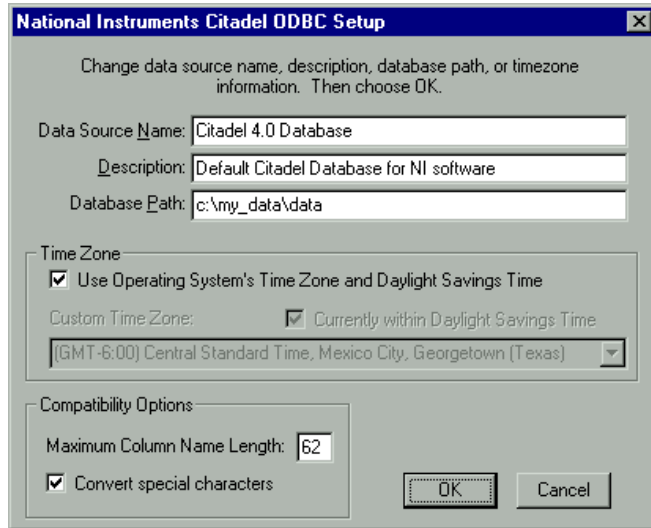 National Instruments Citadel ODBC Setup
Change data source name, description, database path, or timezone
information. Then choose OK.
Data Source Name: Citadel 4.0 Database
Description: Default Citadel Database for NI software
Database Path: c:\my_data\data
Time Zone
Use Operating System's Time Zone and Daylight Savings Time
Custom Time Zone: Currently within Daylight Savings Time
(GMT-6:00) Central Standard Time, Mexico City, Georgetown (Texas)
Compatibility Options
Maximum Column Name Length: 62
Convert special characters
OK Cancel